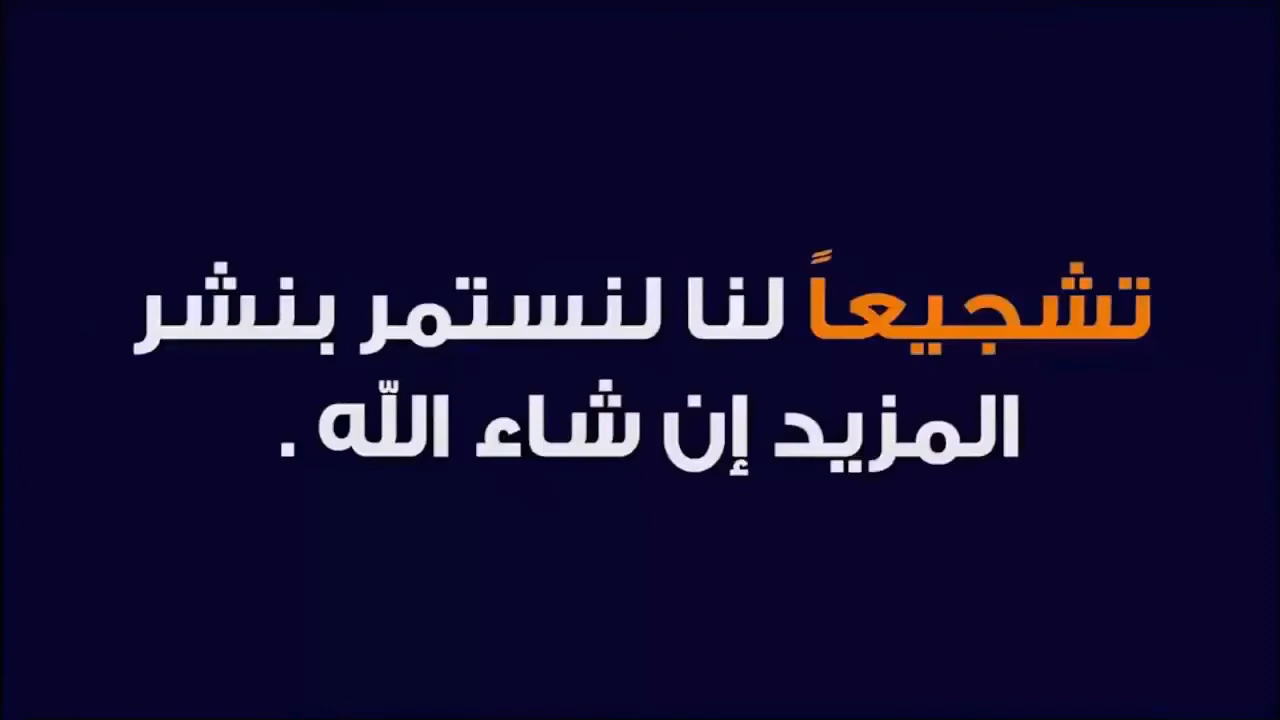 تشجيعاً لنا لنستمر بنشر
المزيد إن شاء اللّه .